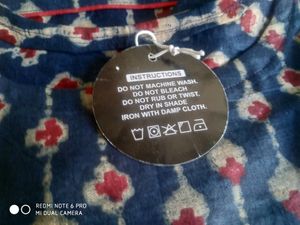 INSTRUCTIONS
DO NOT MACHINE WASH.
DO NOT BLEACH
DO NOT RUB OR TWIST.
DRY IN SHADE
IRON WITH DAMP CLOTH.
REDMI NOTE 6 PRO
MI DUAL CAMERA